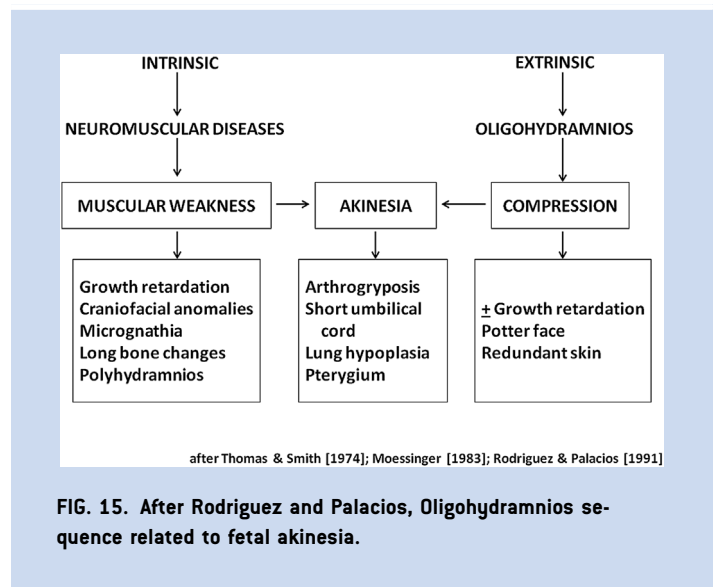 INTRINSIC
EXTRINSIC
NEUROMUSCULAR DISEASES
OLIGOHYDRAMNIOS
MUSCULAR WEAKNESS
AKINESIA
COMPRESSION
Growth retardation
Craniofacial anomalies
Micrognathia
Long bone changes
Polyhydramnios
Arthrogryposis
Short umbilical
cord
Lung hypoplasia
Pterygium
± Growth retardation
Potter face
Redundant skin
after Thomas & Smith [1974]; Moessinger [1983]; Rodriguez & Palacios [1991]
FIG. 15. After Rodriguez and Palacios, Oligohydramnios se-
quence related to fetal akinesia.